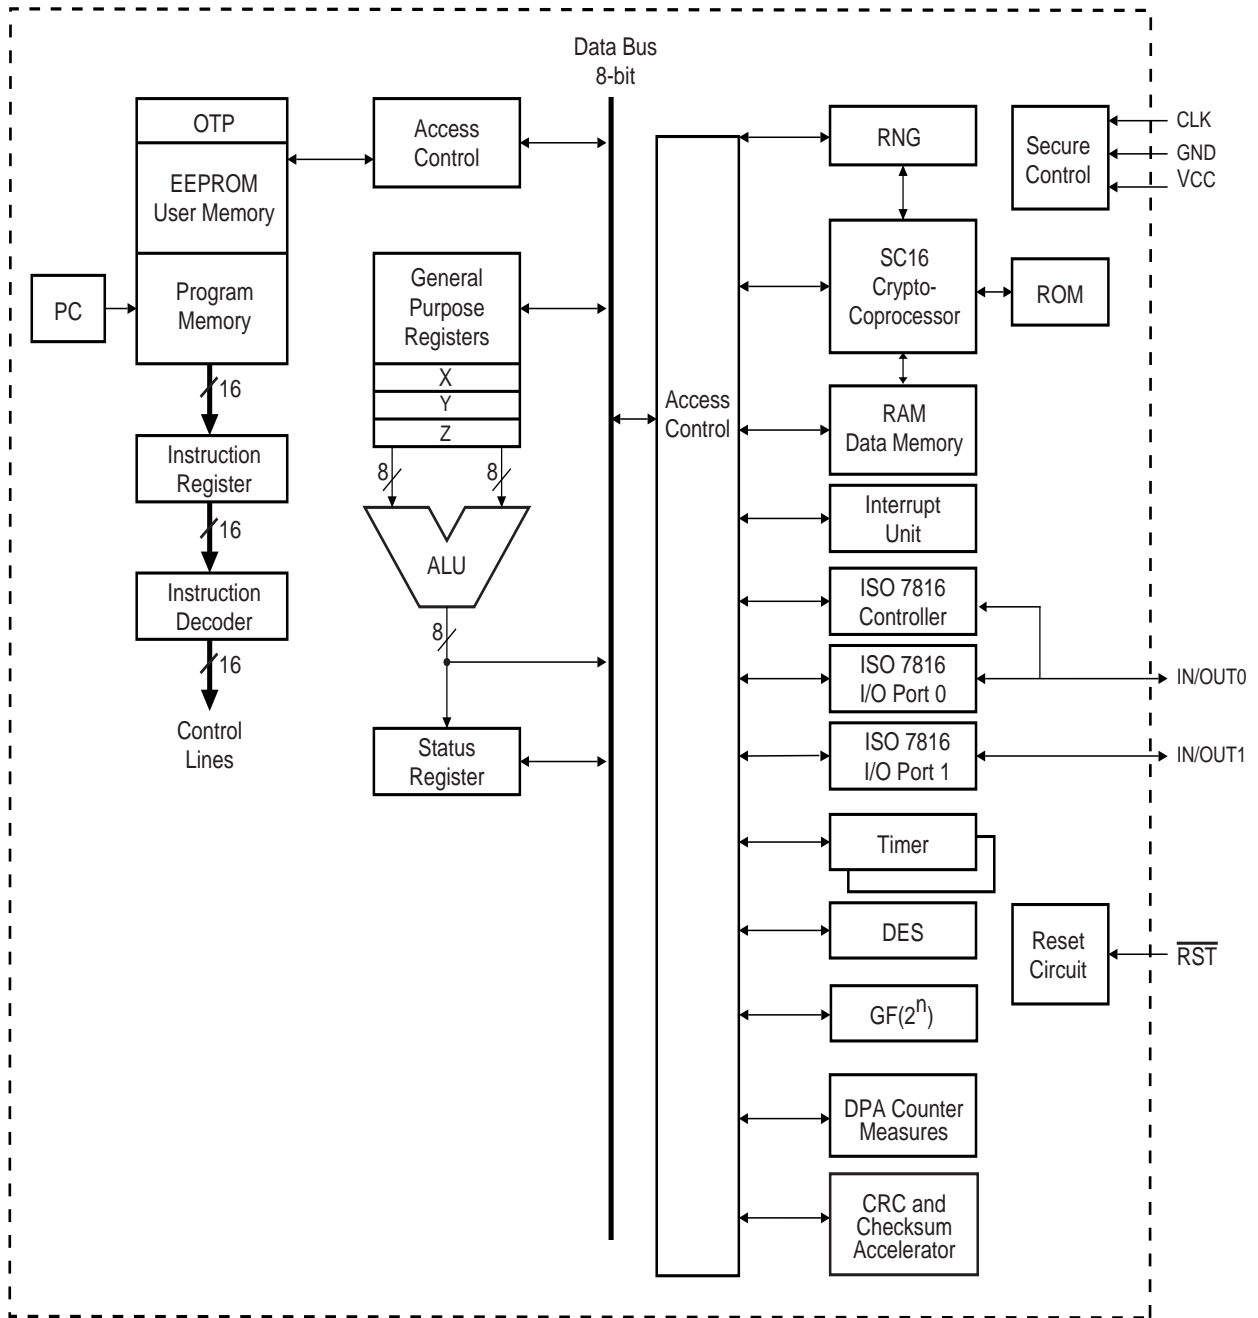 Data Bus
8-bit
OTP
EEPROM
User Memory
Program
Memory
PC
16
Instruction
Register
16
Instruction
Decoder
16
Control
Lines
Access
Control
General
Purpose
Registers
X
Y
Z
8
8
ALU
8
Status
Register
Access
Control
RNG
SC16
Crypto-
Coprocessor
ROM
RAM
Data Memory
Interrupt
Unit
ISO 7816
Controller
ISO 7816
I/O Port 0
ISO 7816
I/O Port 1
Timer
DES
GF(2ⁿ)
DPA Counter
Measures
CRC and
Checksum
Accelerator
Secure
Control
CLK
GND
VCC
IN/OUT0
IN/OUT1
Reset
Circuit
R̅S̅T̅